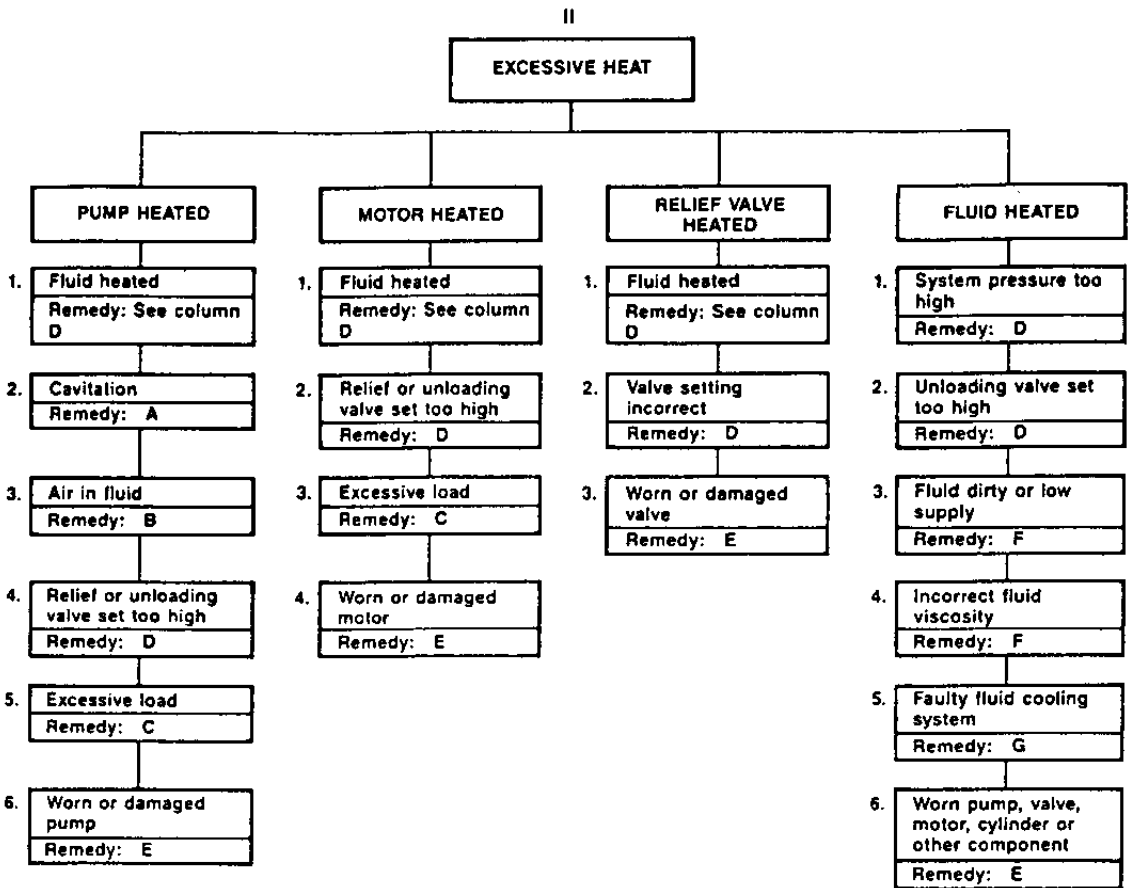 II
EXCESSIVE HEAT
PUMP HEATED
1. Fluid heated
Remedy: See column
D
2. Cavitation
Remedy: A
3. Air in fluid
Remedy: B
4. Relief or unloading
valve set too high
Remedy: D
5. Excessive load
Remedy: C
6. Worn or damaged
pump
Remedy: E
MOTOR HEATED
1. Fluid heated
Remedy: See column
D
2. Relief or unloading
valve set too high
Remedy: D
3. Excessive load
Remedy: C
4. Worn or damaged
motor
Remedy: E
RELIEF VALVE
HEATED
1. Fluid heated
Remedy: See column
D
2. Valve setting
incorrect
Remedy: D
3. Worn or damaged
valve
Remedy: E
FLUID HEATED
1. System pressure too
high
Remedy: D
2. Unloading valve set
too high
Remedy: D
3. Fluid dirty or low
supply
Remedy: F
4. Incorrect fluid
viscosity
Remedy: F
5. Faulty fluid cooling
system
Remedy: G
6. Worn pump, valve,
motor, cylinder or
other component
Remedy: E